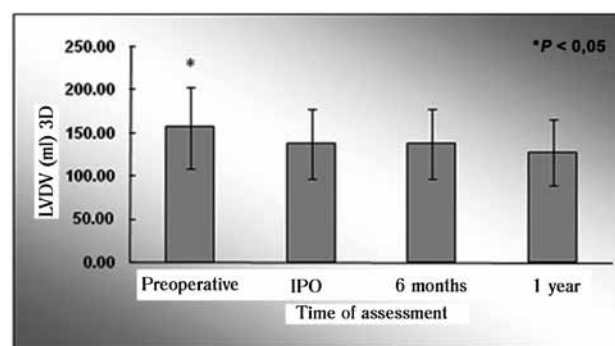 250.00
200.00
150.00
100.00
50.00
0.00
LVDV (ml) 3D
*
*P < 0,05
Preoperative IPO 6 months 1 year
Time of assessment